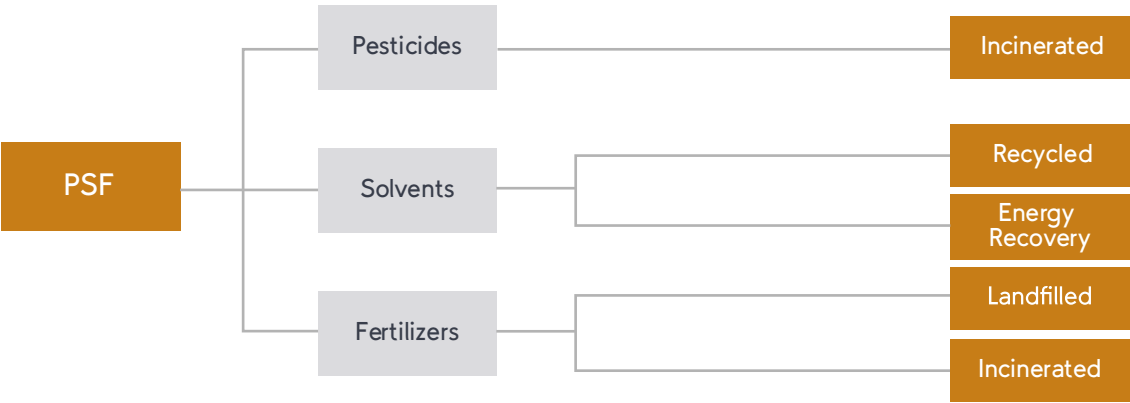 PSF
Pesticides
Solvents
Fertilizers
Incinerated
Recycled
Energy
Recovery
Landfilled
Incinerated